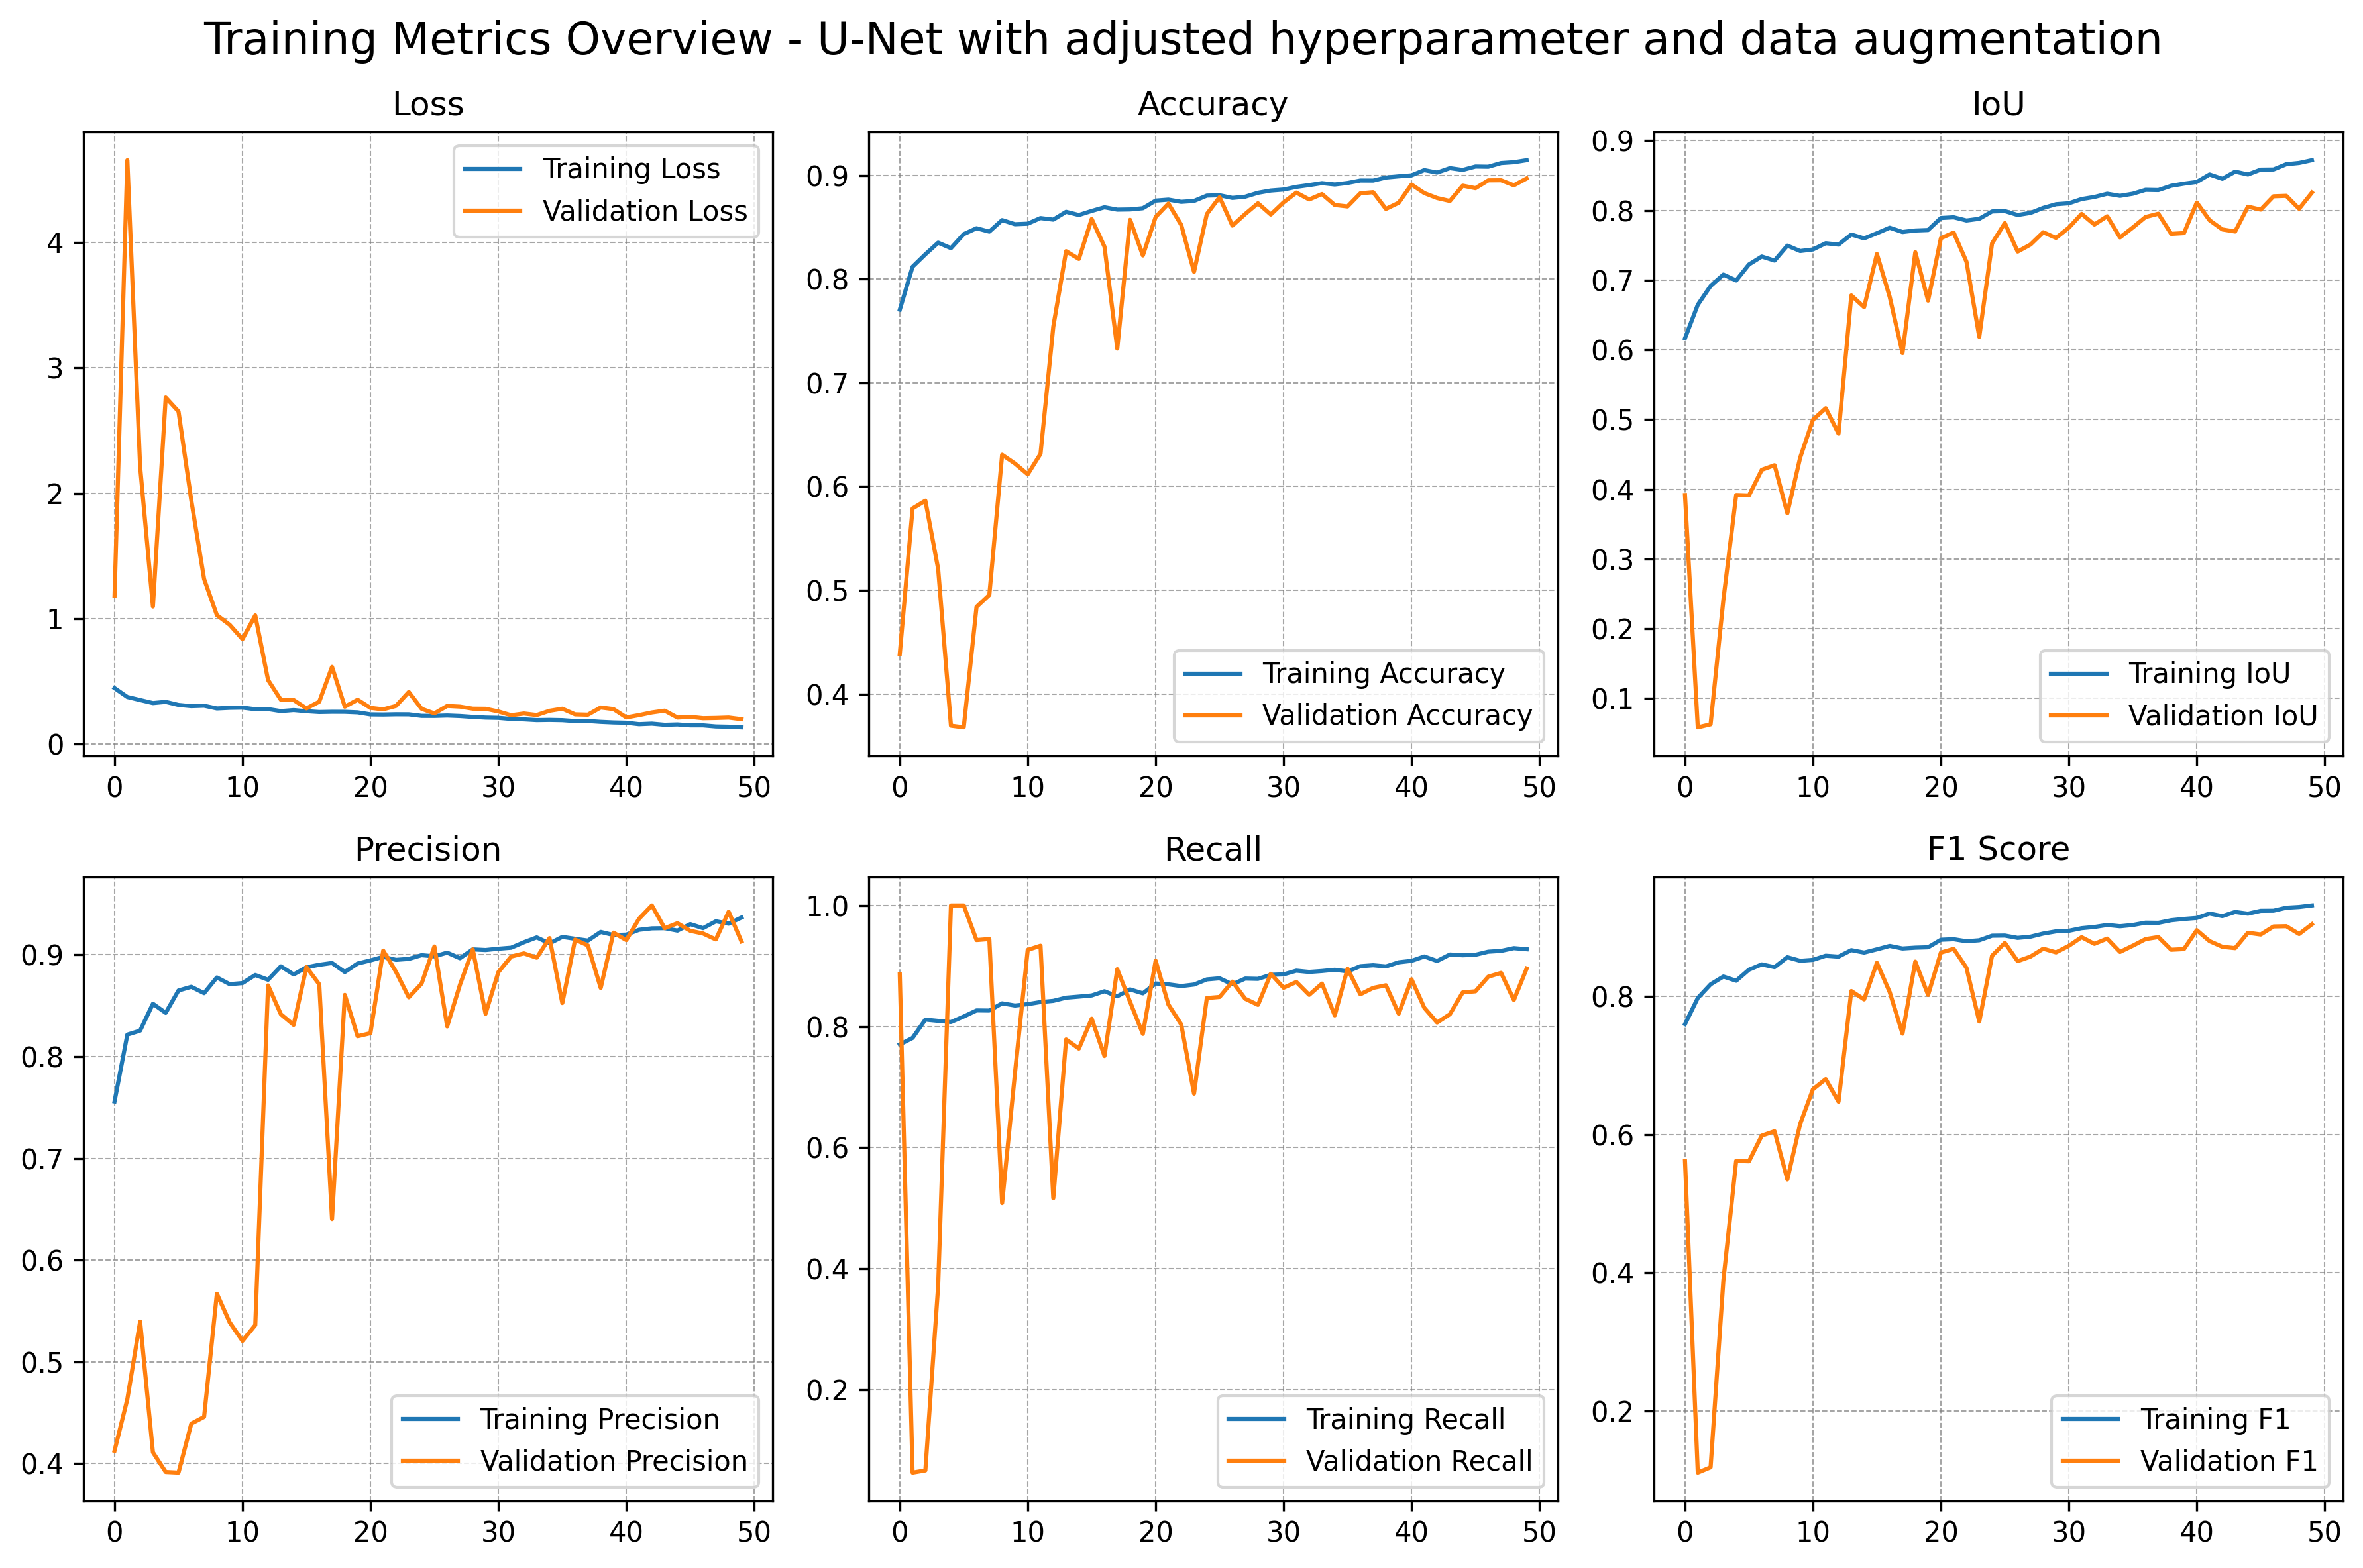 Training Metrics Overview - U-Net with adjusted hyperparameter and data augmentation
Loss
Training Loss
Validation Loss
4
3
2
1
0
0 10 20 30 40 50
Accuracy
0.9
0.8
0.7
0.6
0.5
0.4
Training Accuracy
Validation Accuracy
0 10 20 30 40 50
IoU
0.9
0.8
0.7
0.6
0.5
0.4
0.3
0.2
0.1
Training IoU
Validation IoU
0 10 20 30 40 50
Precision
0.9
0.8
0.7
0.6
0.5
0.4
Training Precision
Validation Precision
0 10 20 30 40 50
Recall
1.0
0.8
0.6
0.4
0.2
Training Recall
Validation Recall
0 10 20 30 40 50
F1 Score
0.8
0.6
0.4
0.2
Training F1
Validation F1
0 10 20 30 40 50